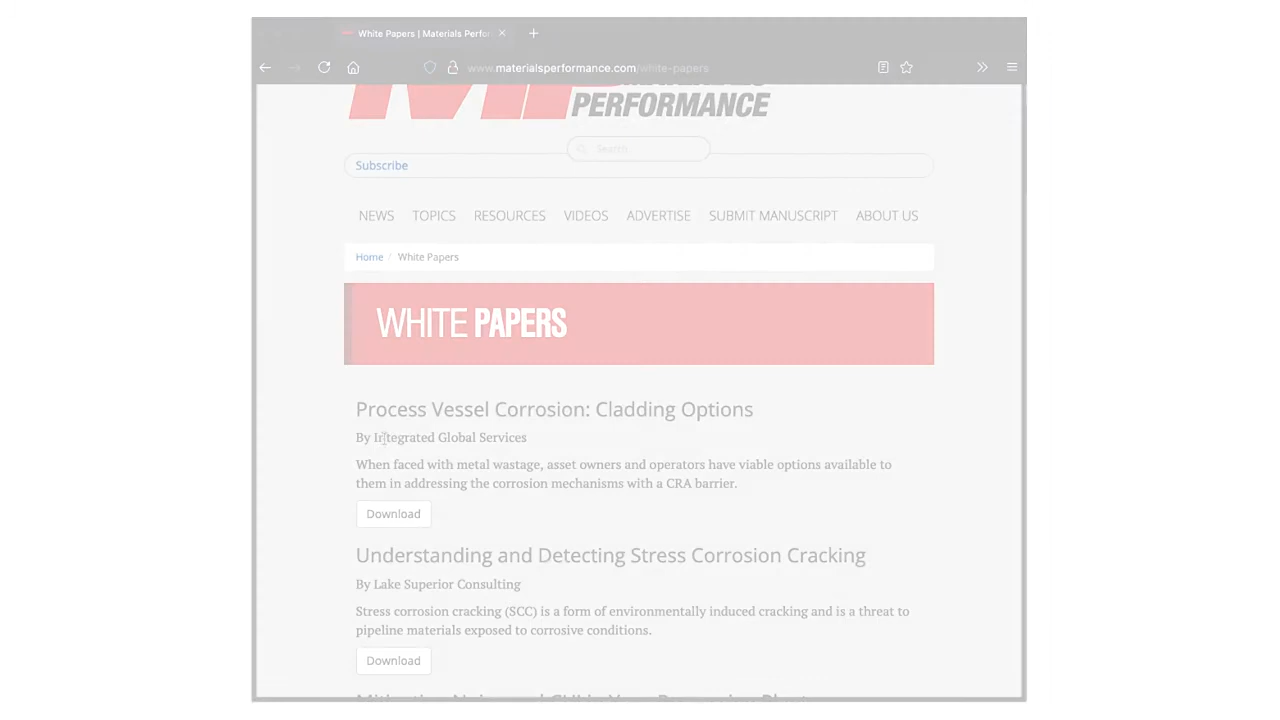 White Papers | Materials Perfor
www.materialsperformance.com/white-papers
PERFORMANCE
Search
Subscribe
NEWS TOPICS RESOURCES VIDEOS ADVERTISE SUBMIT MANUSCRIPT ABOUT US
Home / White Papers
WHITE PAPERS
Process Vessel Corrosion: Cladding Options
By Integrated Global Services
When faced with metal wastage, asset owners and operators have viable options available to
them in addressing the corrosion mechanisms with a CRA barrier.
Download
Understanding and Detecting Stress Corrosion Cracking
By Lake Superior Consulting
Stress corrosion cracking (SCC) is a form of environmentally induced cracking and is a threat to
pipeline materials exposed to corrosive conditions.
Download